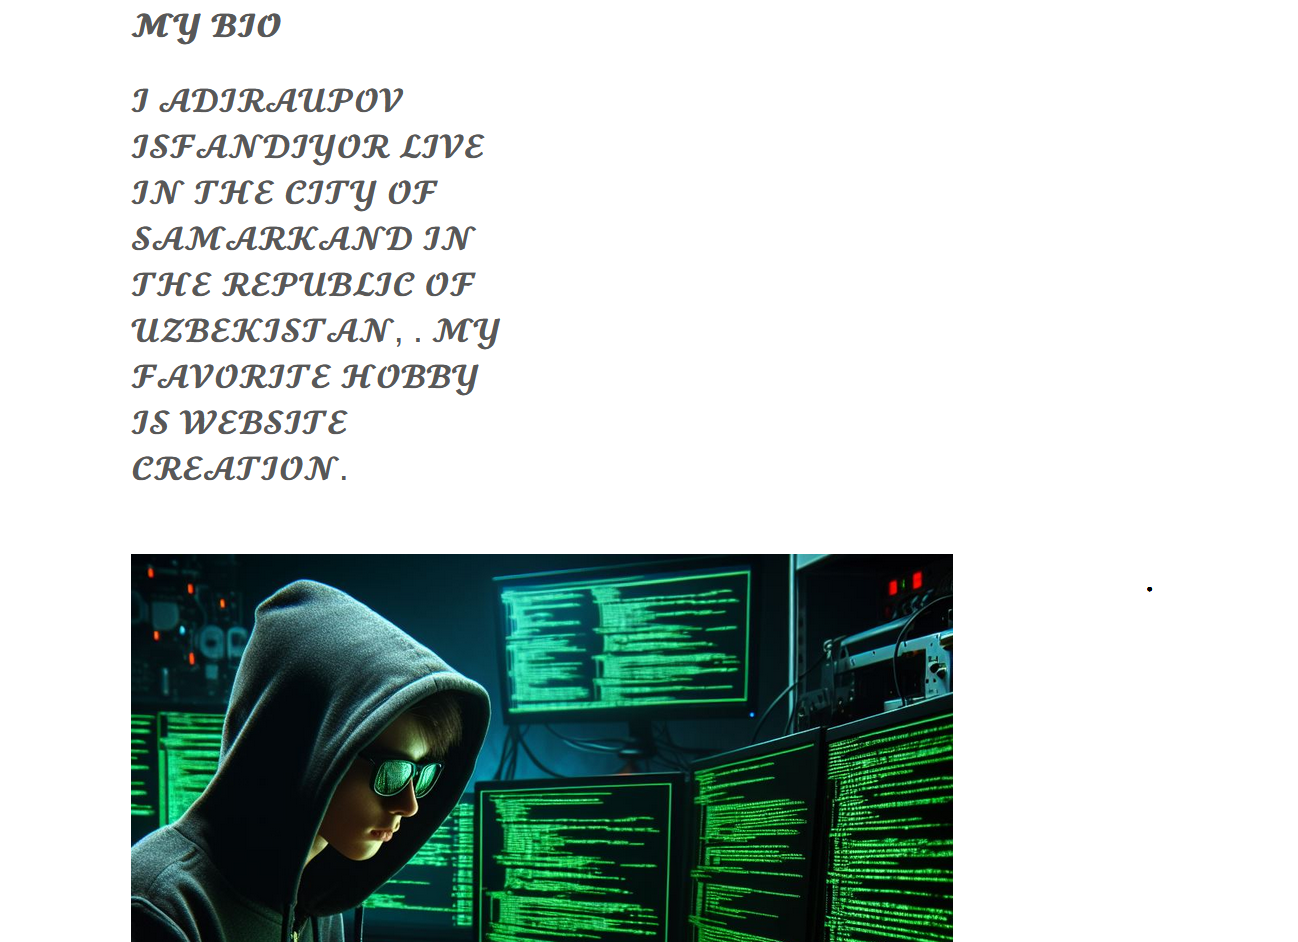 MY BIO
I ADIRAUPOV
ISFANDIYOR LIVE
IN THE CITY OF
SAMARKAND IN
THE REPUBLIC OF
UZBEKISTAN, . MY
FAVORITE HOBBY
IS WEBSITE
CREATION.